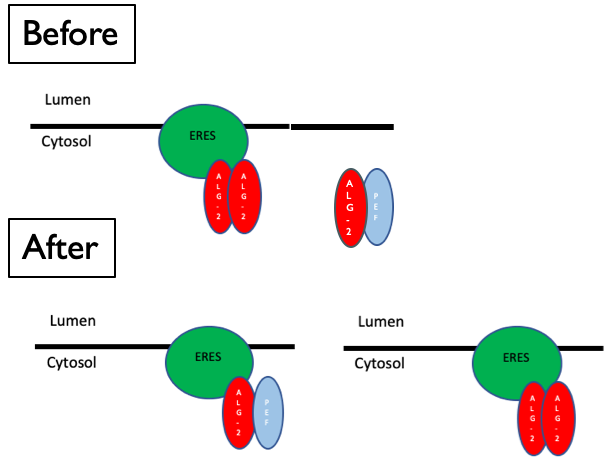 Before
Lumen
ERES
Cytosol
ALG-2
ALG-2
ALG-2
PEF
After
Lumen
ERES
Cytosol
ALG-2
PEF
Lumen
ERES
Cytosol
ALG-2
ALG-2